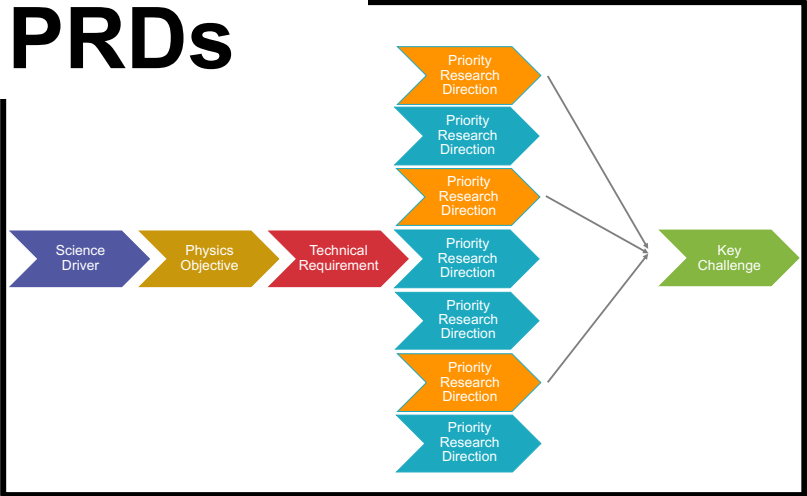 PRDs
Science
Driver
Physics
Objective
Technical
Requirement
Priority
Research
Direction
Priority
Research
Direction
Priority
Research
Direction
Priority
Research
Direction
Priority
Research
Direction
Priority
Research
Direction
Priority
Research
Direction
Key
Challenge